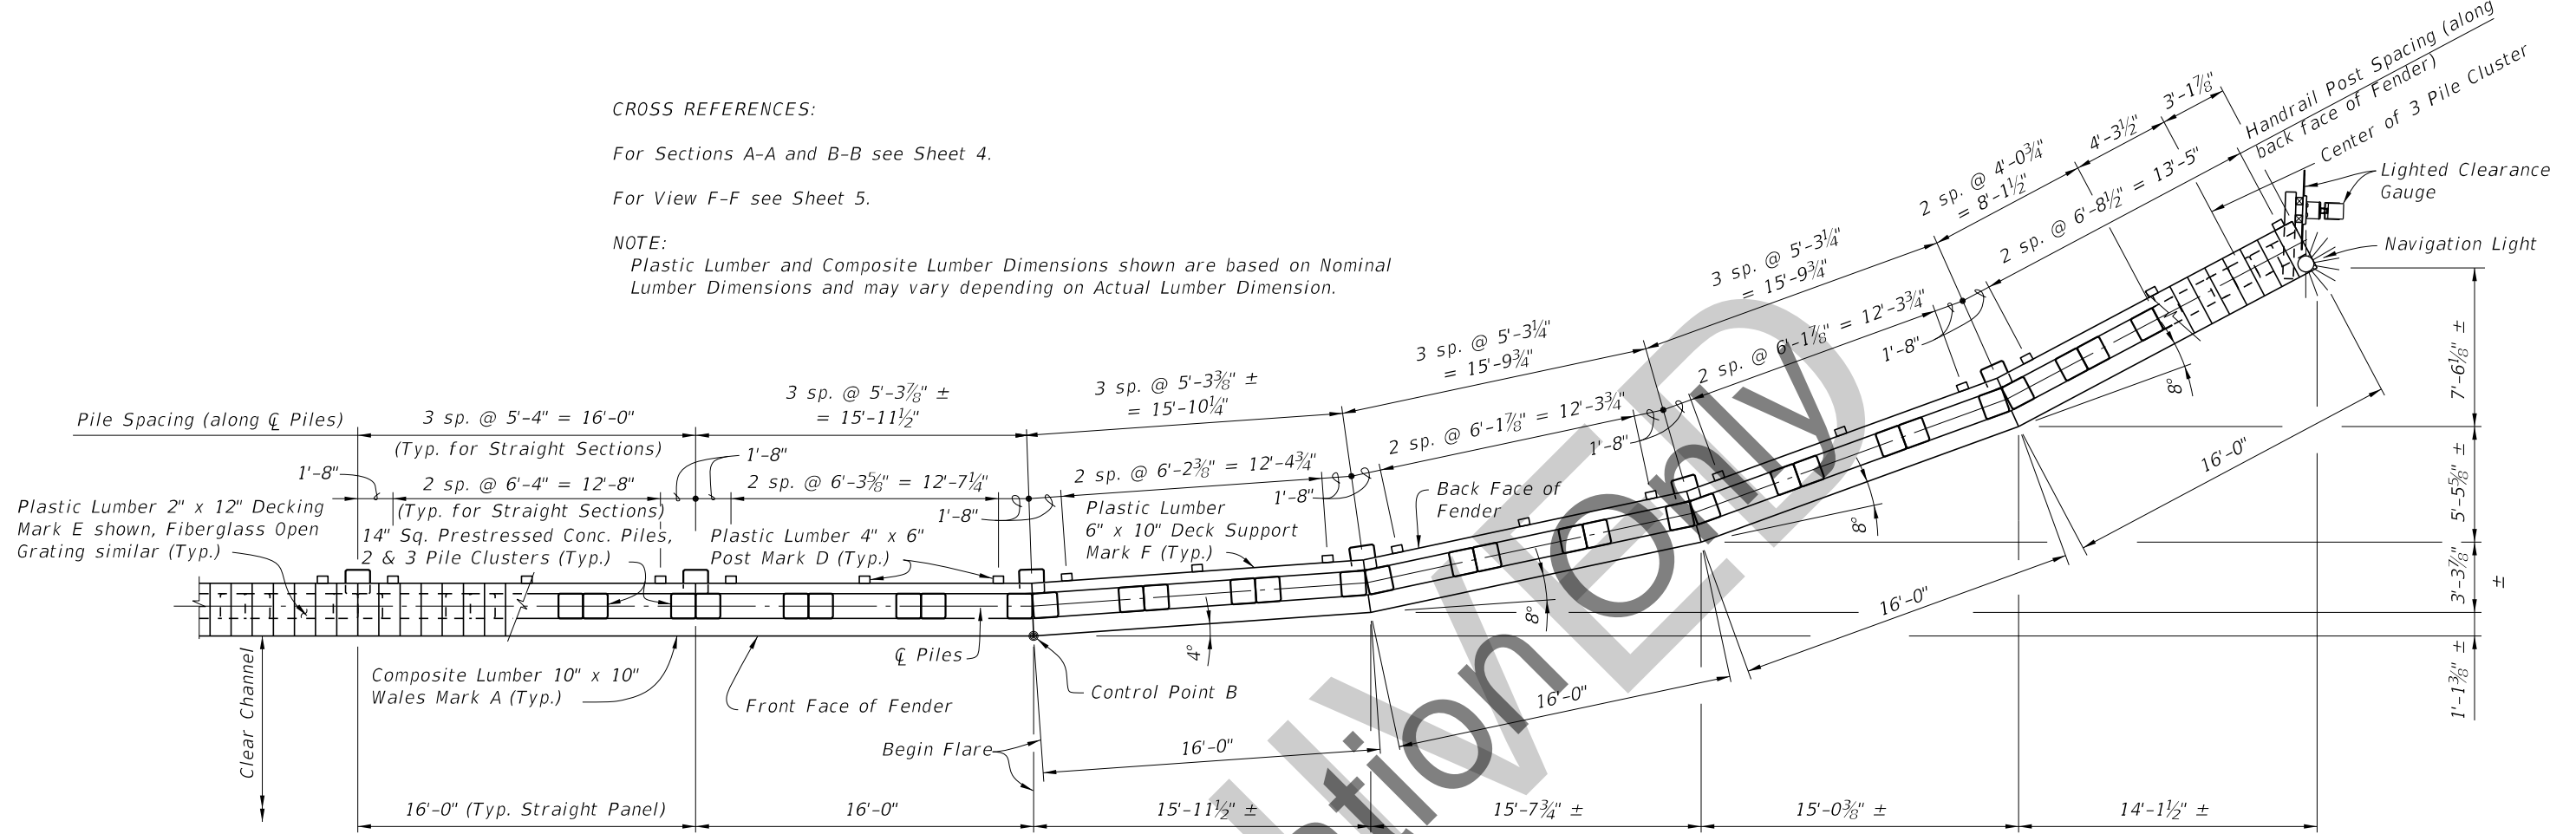 CROSS REFERENCES:
For Sections A-A and B-B see Sheet 4.
For View F-F see Sheet 5.
NOTE:
Plastic Lumber and Composite Lumber Dimensions shown are based on Nominal
Lumber Dimensions and may vary depending on Actual Lumber Dimension.
Handrail Post Spacing (along
back face of Fender)
Center of 3 Pile Cluster
Lighted Clearance
Gauge
Navigation Light
3'-1⅞"
4'-3½"
2 sp. @ 4'-0¾"
= 8'-1½"
2 sp. @ 6'-8½" = 13'-5"
3 sp. @ 5'-3¼"
= 15'-9¾"
2 sp. @ 6'-1⅞" = 12'-3¾"
1'-8"
3 sp. @ 5'-3¼"
= 15'-9¾"
2 sp. @ 6'-1⅞" = 12'-3¾"
1'-8"
3 sp. @ 5'-3⅜" ±
= 15'-10¼"
2 sp. @ 6'-2⅜" = 12'-4¾"
1'-8"
3 sp. @ 5'-3⅞" ±
= 15'-11½"
1'-8"
2 sp. @ 6'-3⅝" = 12'-7¼"
1'-8"
Pile Spacing (along ℄ Piles)
3 sp. @ 5'-4" = 16'-0"
(Typ. for Straight Sections)
1'-8"
2 sp. @ 6'-4" = 12'-8"
(Typ. for Straight Sections)
Plastic Lumber 2" x 12" Decking
Mark E shown, Fiberglass Open
Grating similar (Typ.)
14" Sq. Prestressed Conc. Piles,
2 & 3 Pile Clusters (Typ.)
Plastic Lumber 4" x 6"
Post Mark D (Typ.)
Plastic Lumber
6" x 10" Deck Support
Mark F (Typ.)
Back Face of
Fender
8°
8°
8°
4°
℄ Piles
Composite Lumber 10" x 10"
Wales Mark A (Typ.)
Front Face of Fender
Control Point B
Begin Flare
Clear Channel
16'-0"
16'-0"
16'-0"
16'-0"
7'-6⅛" ±
5'-5⅝" ±
3'-3⅞"
±
1'-1⅜" ±
16'-0" (Typ. Straight Panel)
16'-0"
15'-11½" ±
15'-7¾" ±
15'-0⅜" ±
14'-1½" ±
Only